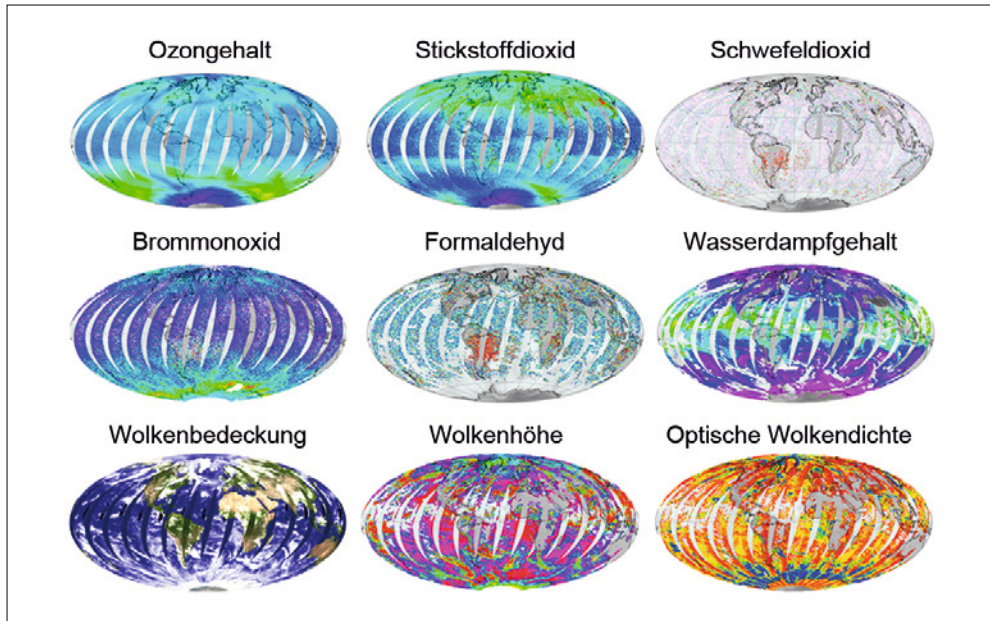 Ozongehalt
Stickstoffdioxid
Schwefeldioxid
Brommonoxid
Formaldehyd
Wasserdampfgehalt
Wolkenbedeckung
Wolkenhöhe
Optische Wolkendichte